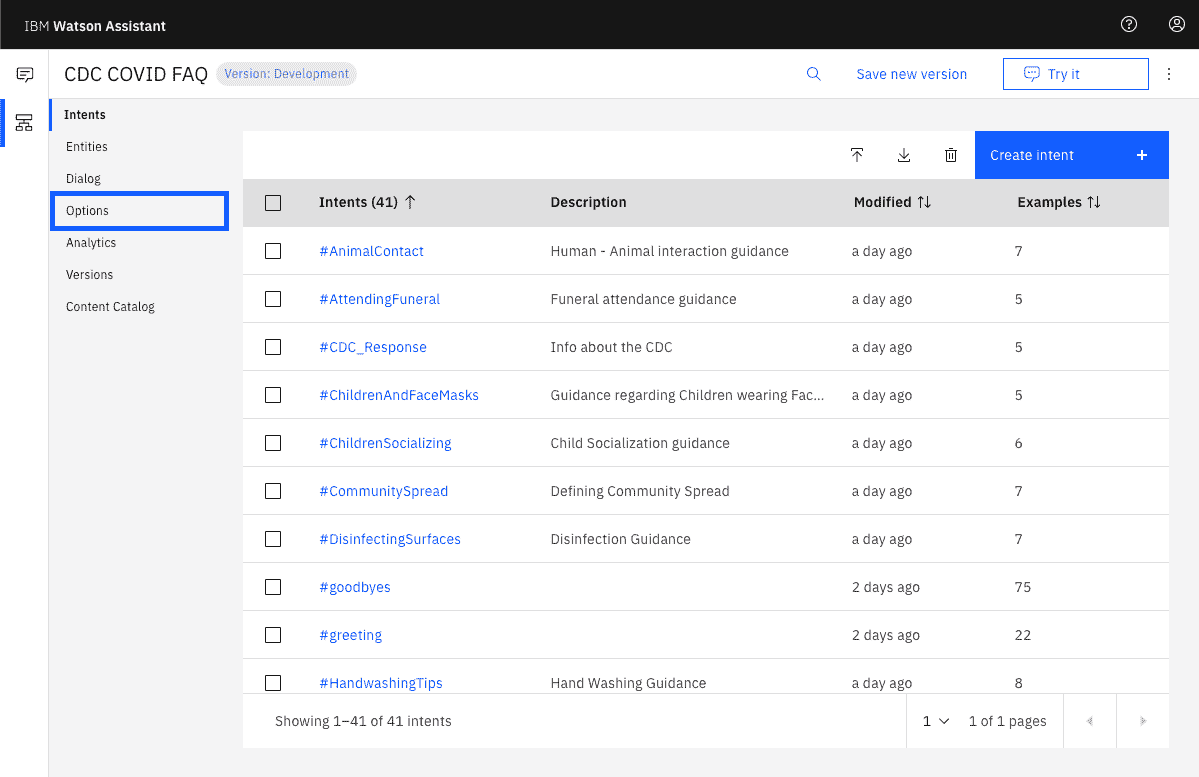 IBM Watson Assistant
CDC COVID FAQ Version: Development Save new version Try it
Intents
Entities
Dialog
Options
Analytics
Versions
Content Catalog
Create intent +
Intents (41) Description Modified Examples
#AnimalContact Human - Animal interaction guidance a day ago 7
#AttendingFuneral Funeral attendance guidance a day ago 5
#CDC_Response Info about the CDC a day ago 5
#ChildrenAndFaceMasks Guidance regarding Children wearing Fac... a day ago 5
#ChildrenSocializing Child Socialization guidance a day ago 6
#CommunitySpread Defining Community Spread a day ago 7
#DisinfectingSurfaces Disinfection Guidance a day ago 7
#goodbyes 2 days ago 75
#greeting 2 days ago 22
#HandwashingTips Hand Washing Guidance a day ago 8
Showing 1–41 of 41 intents 1 1 of 1 pages